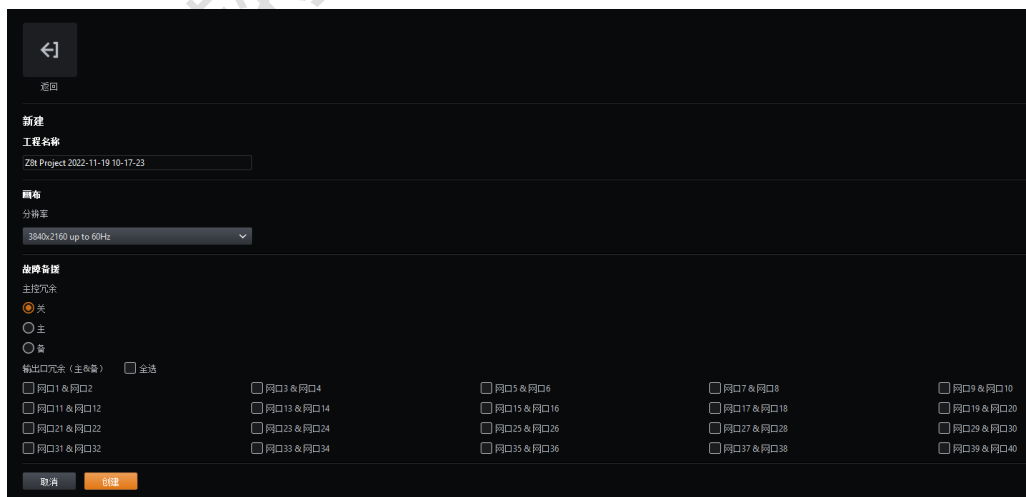 返回
新建
工程名称
Z8t Project 2022-11-19 10-17-23
画布
分辨率
3840x2160 up to 60Hz
故障备援
主控冗余
关
主
备
输出口冗余（主&备） 全选
网口1 & 网口2 网口3 & 网口4 网口5 & 网口6 网口7 & 网口8 网口9 & 网口10
网口11 & 网口12 网口13 & 网口14 网口15 & 网口16 网口17 & 网口18 网口19 & 网口20
网口21 & 网口22 网口23 & 网口24 网口25 & 网口26 网口27 & 网口28 网口29 & 网口30
网口31 & 网口32 网口33 & 网口34 网口35 & 网口36 网口37 & 网口38 网口39 & 网口40
取消 创建